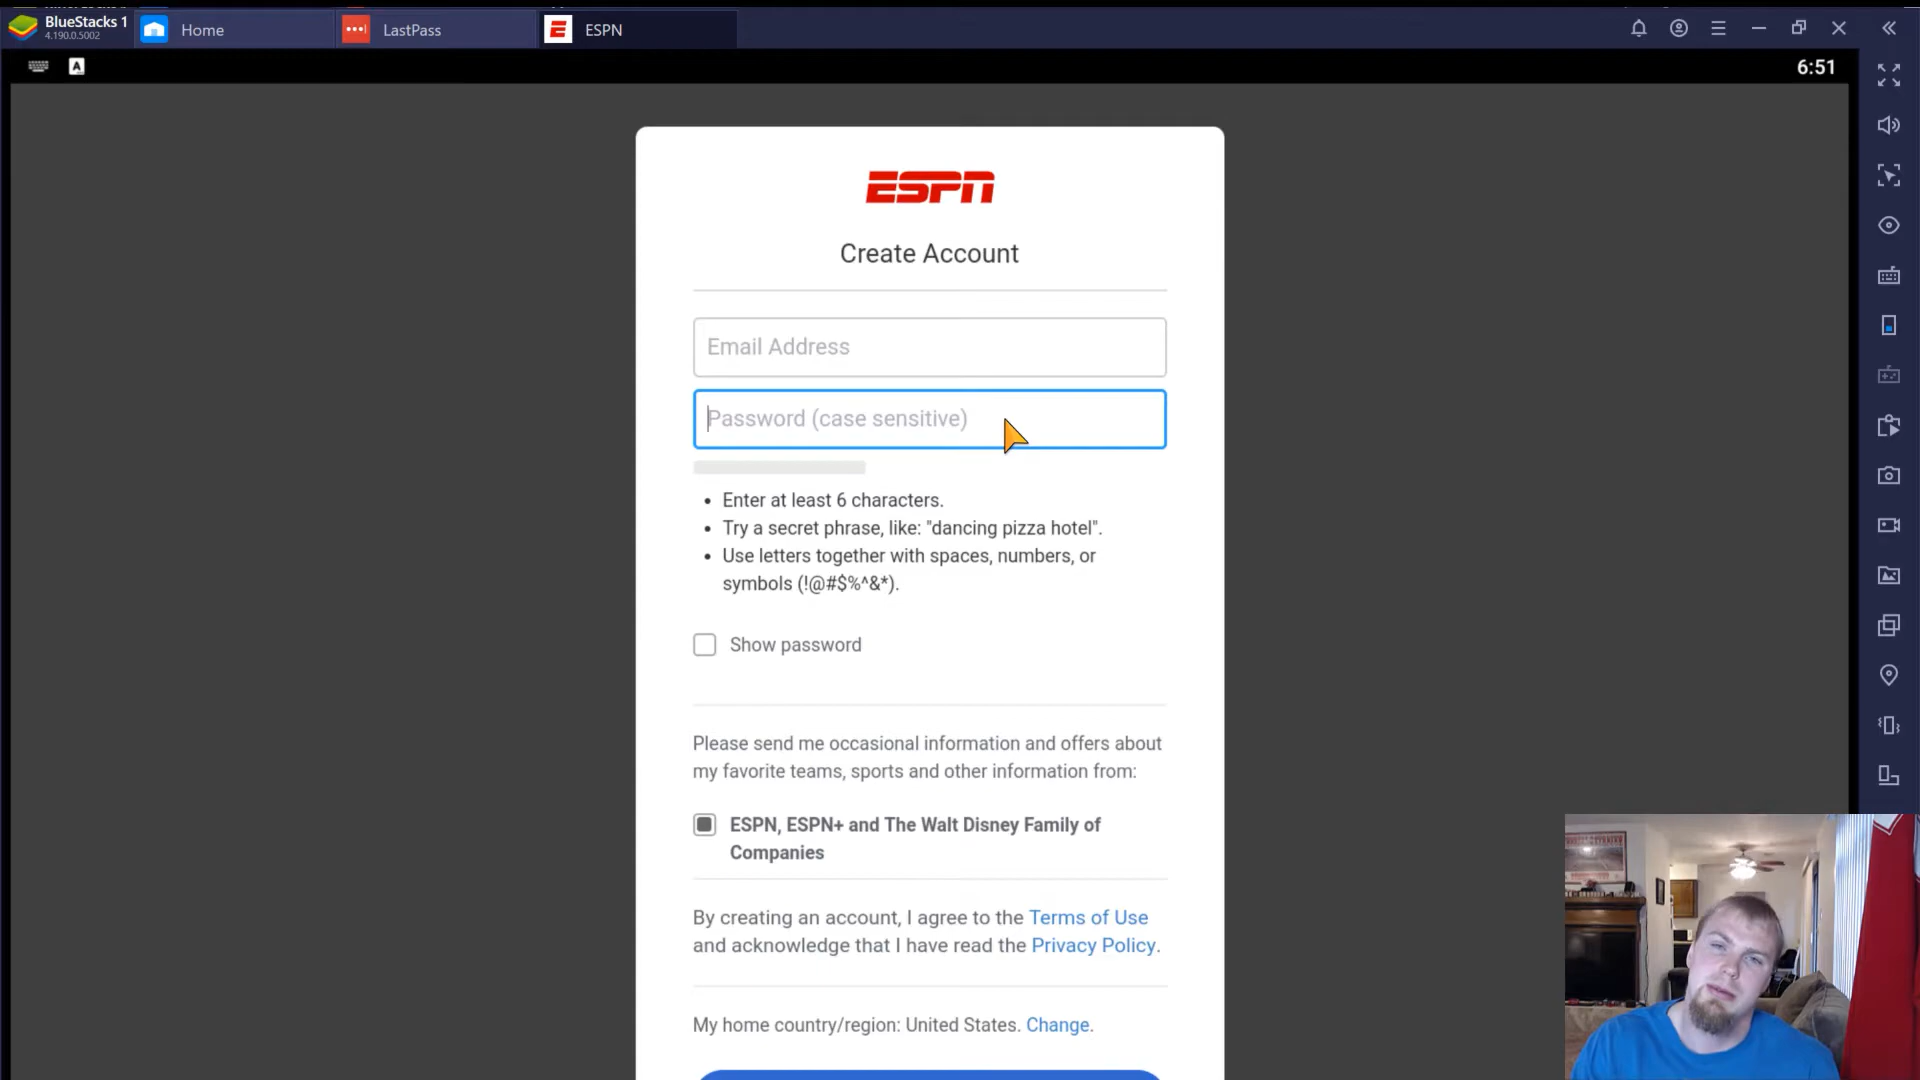 BlueStacks 1
4.190.0.5002
Home
LastPass
ESPN
A
6:51
ESPN
Create Account
Email Address
Password (case sensitive)
• Enter at least 6 characters.
• Try a secret phrase, like: "dancing pizza hotel".
• Use letters together with spaces, numbers, or
symbols (!@#$%^&*).
Show password
Please send me occasional information and offers about
my favorite teams, sports and other information from:
ESPN, ESPN+ and The Walt Disney Family of
Companies
By creating an account, I agree to the Terms of Use
and acknowledge that I have read the Privacy Policy.
My home country/region: United States. Change.